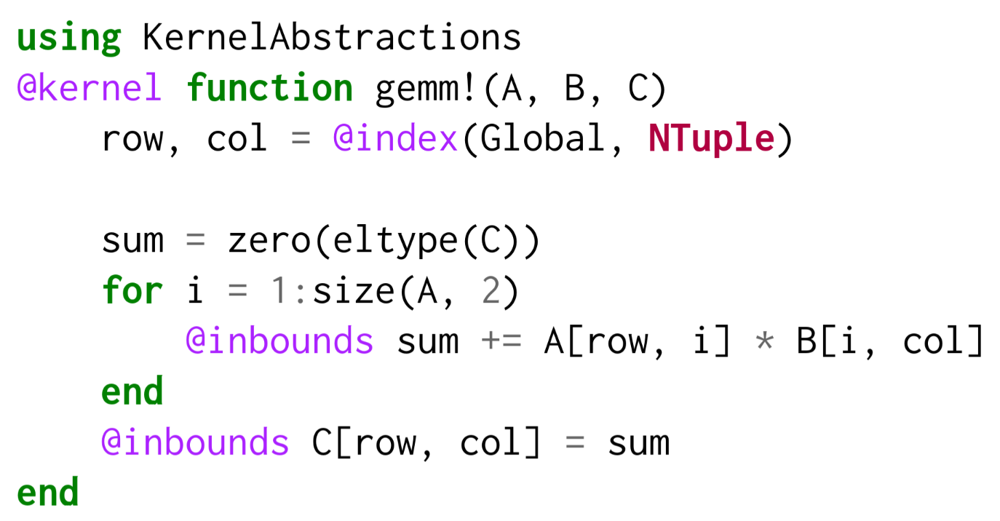 using KernelAbstractions
@kernel function gemm!(A, B, C)
    row, col = @index(Global, NTuple)

    sum = zero(eltype(C))
    for i = 1:size(A, 2)
        @inbounds sum += A[row, i] * B[i, col]
    end
    @inbounds C[row, col] = sum
end